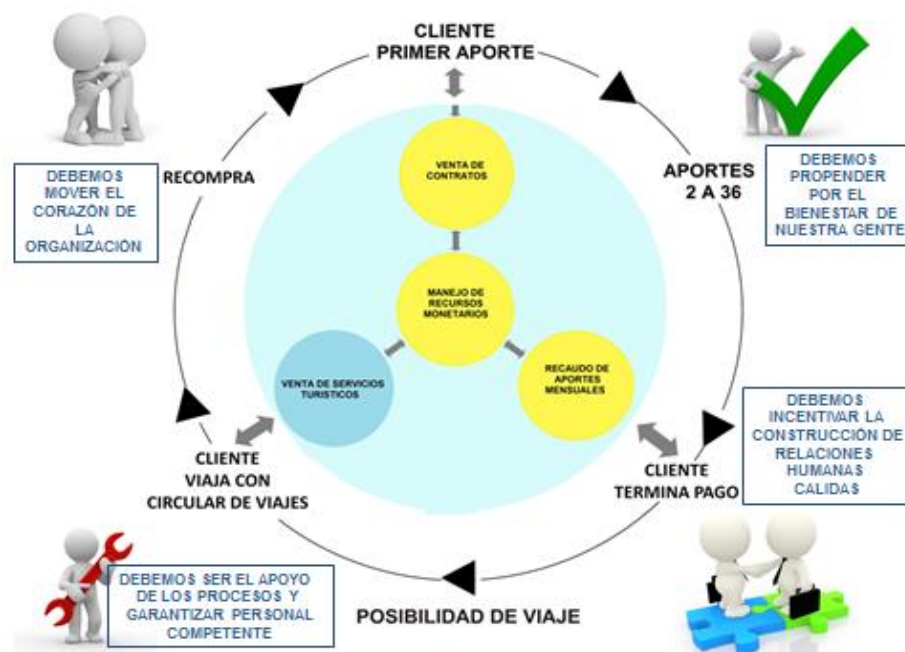 CLIENTE
PRIMER APORTE
DEBEMOS
MOVER EL
CORAZÓN DE
LA
ORGANIZACIÓN
RECOMPRA
VENTA DE
CONTRATOS
APORTES
2 A 36
DEBEMOS
PROPENDER
POR EL
BIENESTAR DE
NUESTRA GENTE
MANEJO DE
RECURSOS
MONETARIOS
VENTA DE SERVICIOS
TURISTICOS
RECAUDO DE
APORTES
MENSUALES
DEBEMOS
INCENTIVAR LA
CONSTRUCCIÓN DE
RELACIONES
HUMANAS
CALIDAS
CLIENTE
VIAJA CON
CIRCULAR DE VIAJES
CLIENTE
TERMINA PAGO
DEBEMOS SER EL APOYO
DE LOS PROCESOS Y
GARANTIZAR PERSONAL
COMPETENTE
POSIBILIDAD DE VIAJE